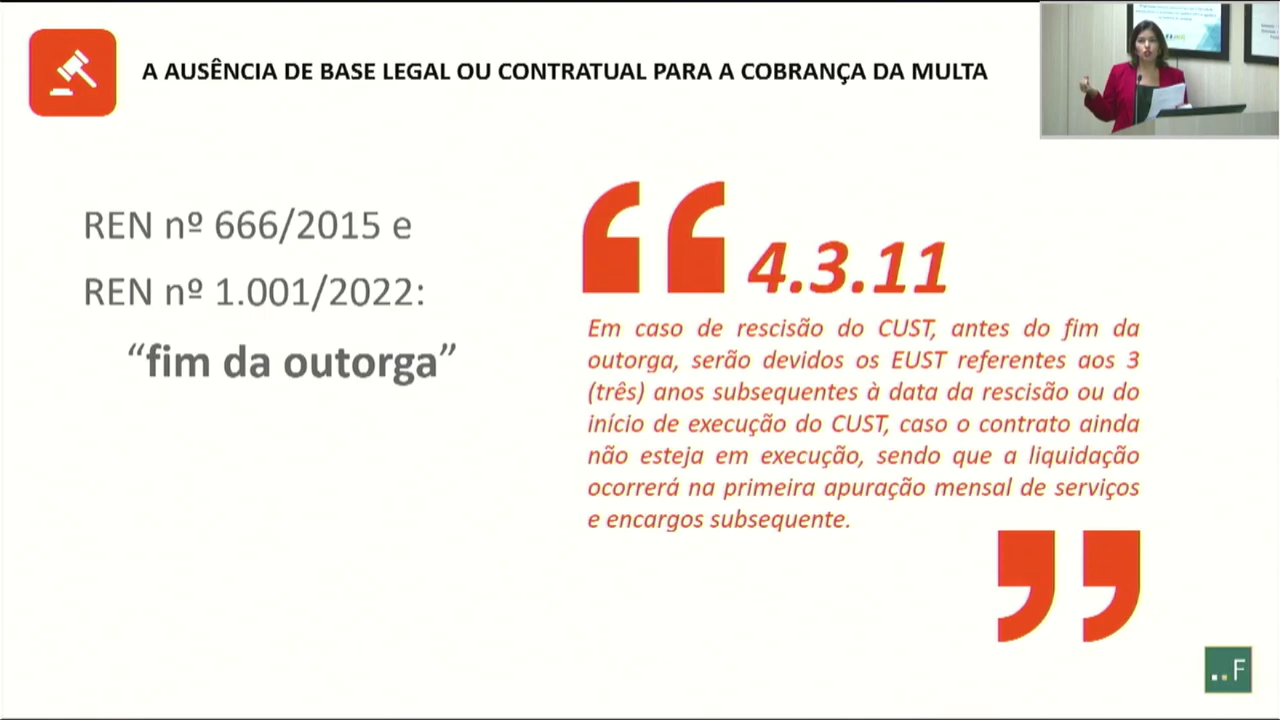 A AUSÊNCIA DE BASE LEGAL OU CONTRATUAL PARA A COBRANÇA DA MULTA
REN nº 666/2015 e
REN nº 1.001/2022:
“fim da outorga”
4.3.11
Em caso de rescisão do CUST, antes do fim da
outorga, serão devidos os EUST referentes aos 3
(três) anos subsequentes à data da rescisão ou do
início de execução do CUST, caso o contrato ainda
não esteja em execução, sendo que a liquidação
ocorrerá na primeira apuração mensal de serviços
e encargos subsequente.
..F